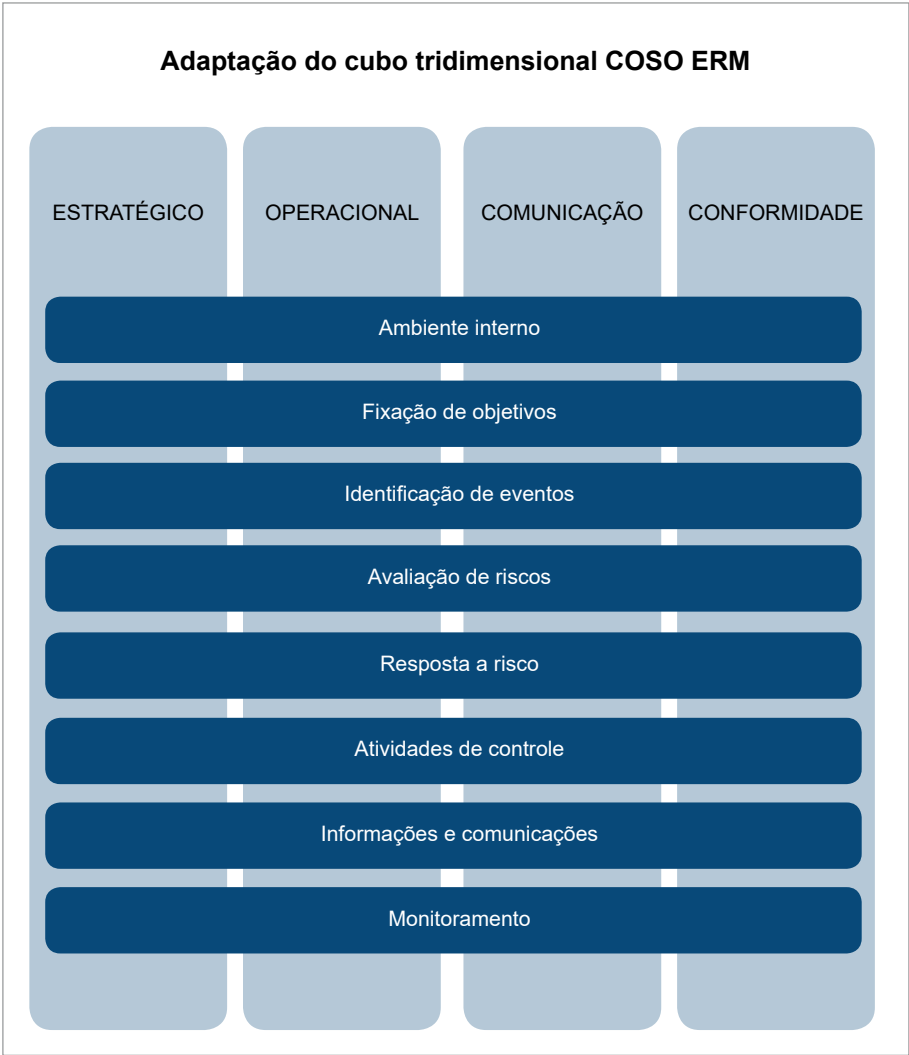 Adaptação do cubo tridimensional COSO ERM
ESTRATÉGICO
OPERACIONAL
COMUNICAÇÃO
CONFORMIDADE
Ambiente interno
Fixação de objetivos
Identificação de eventos
Avaliação de riscos
Resposta a risco
Atividades de controle
Informações e comunicações
Monitoramento